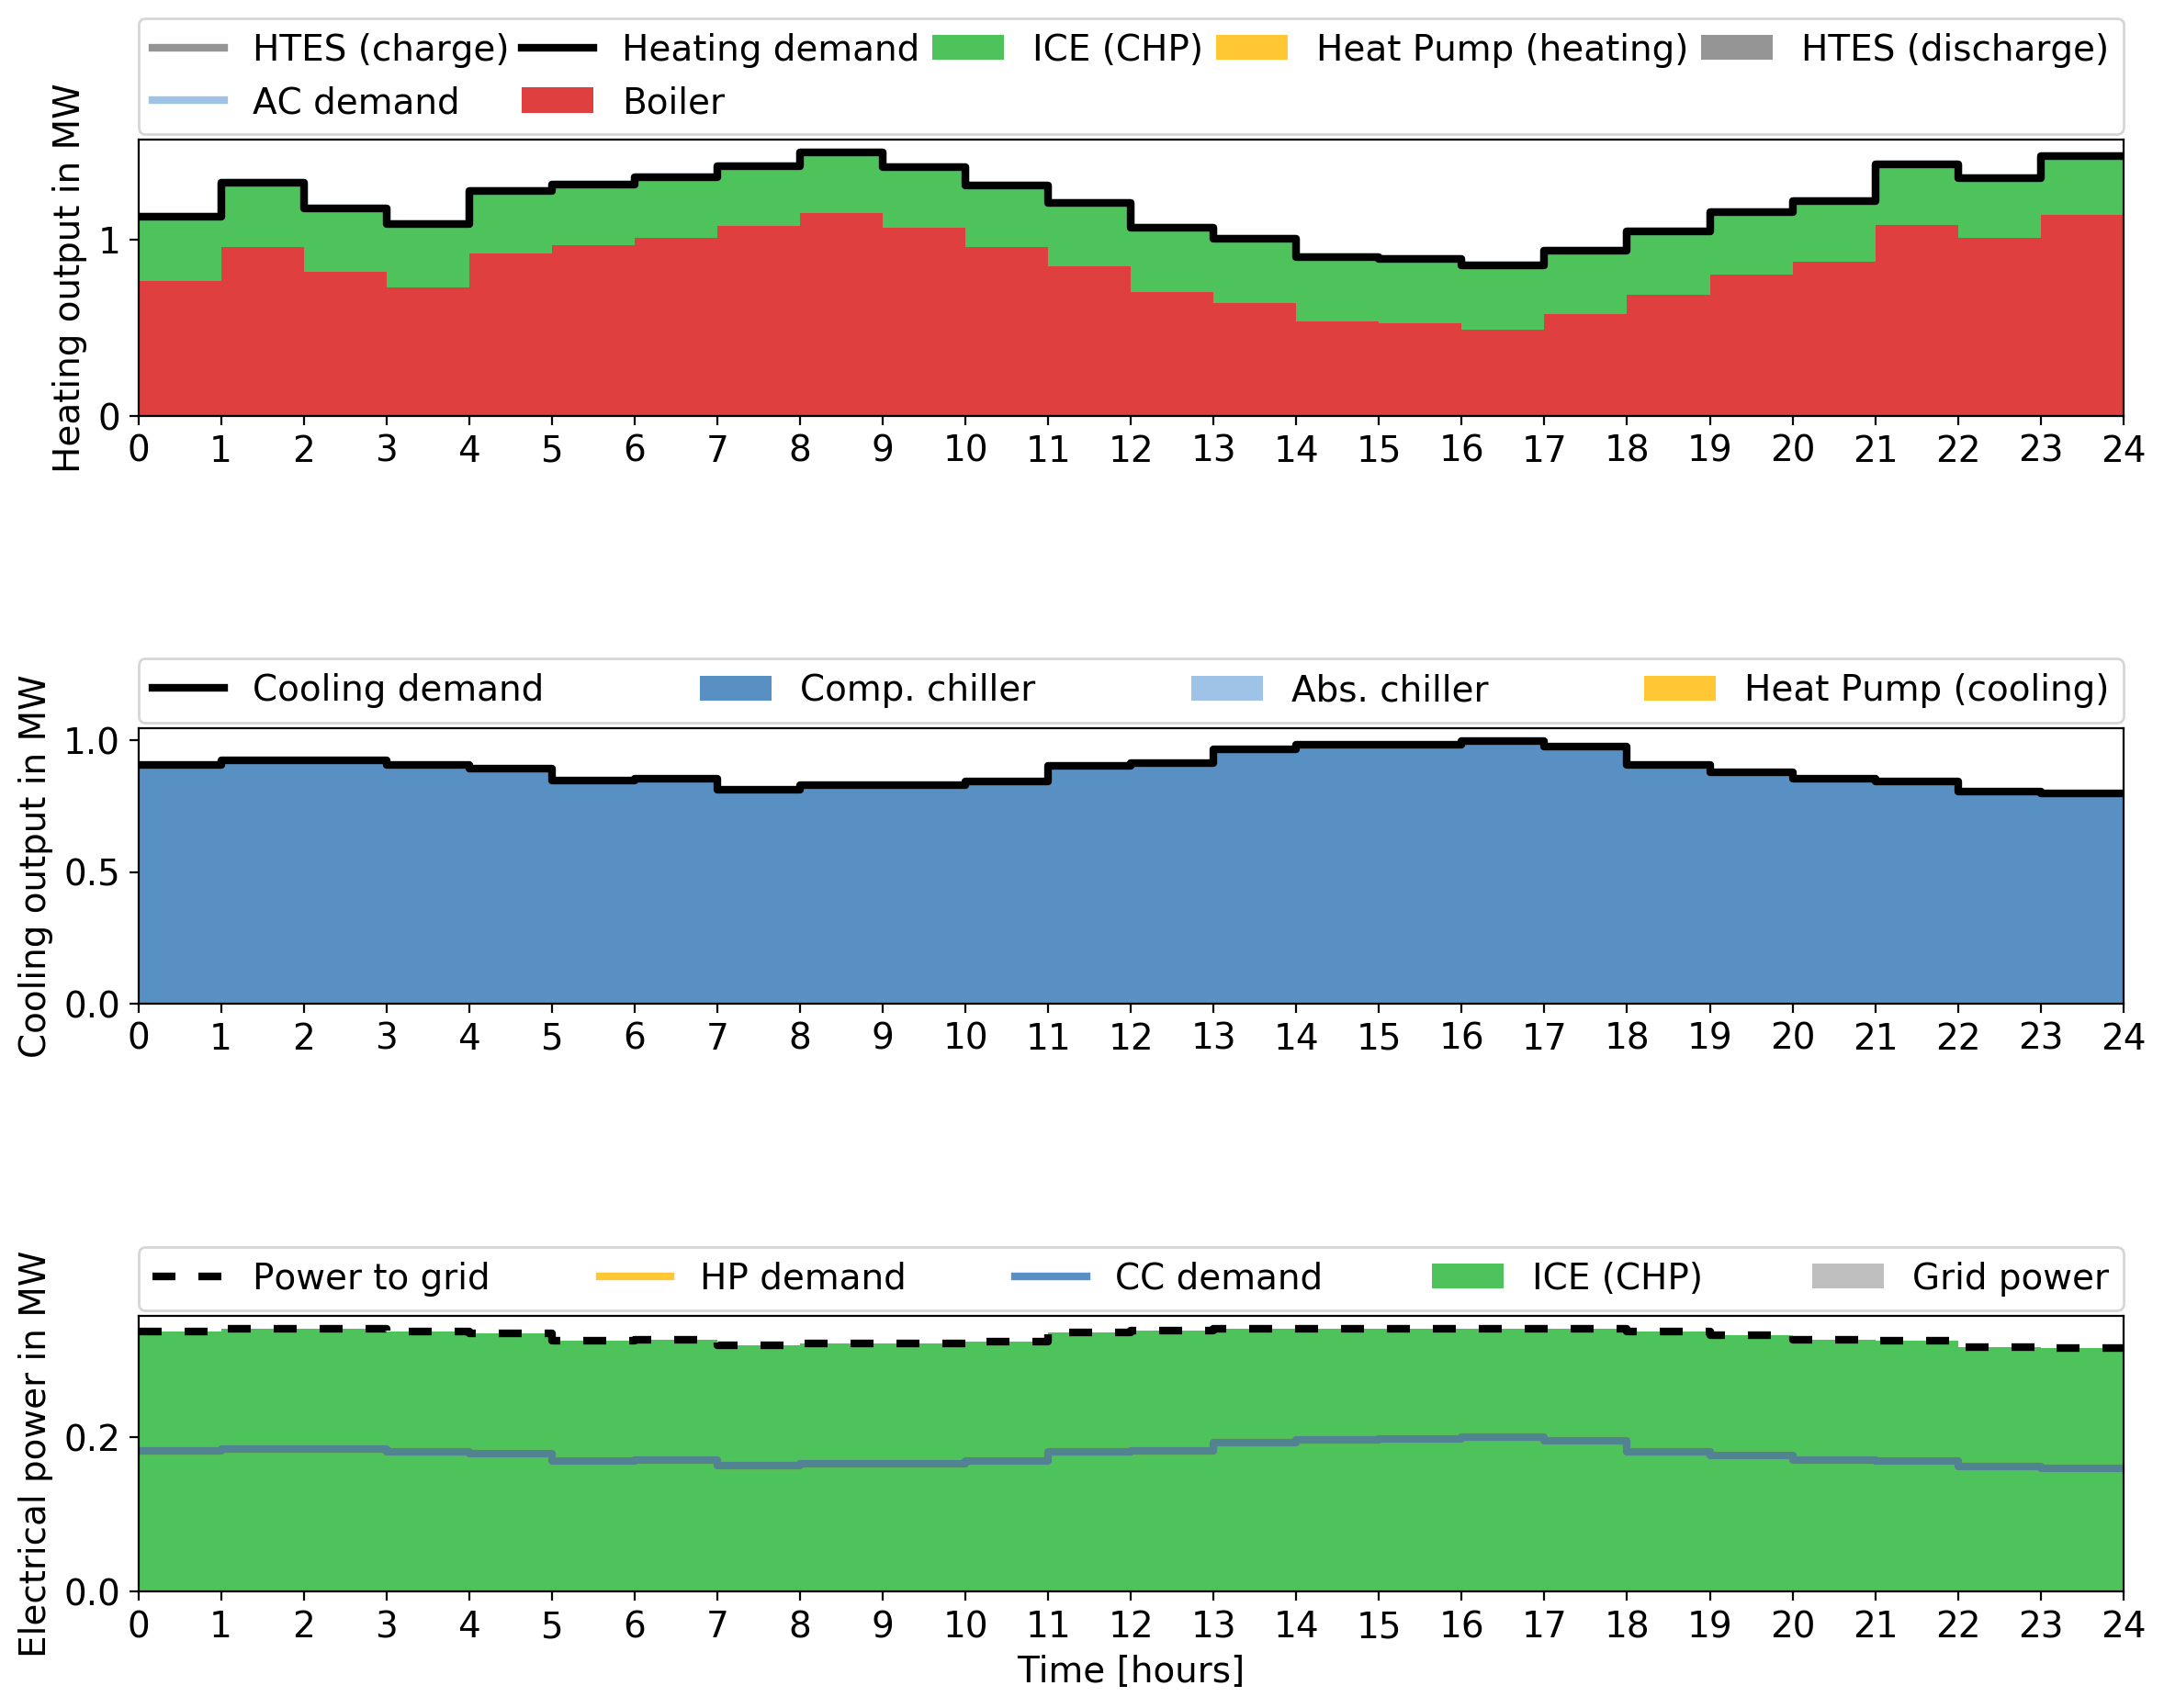 HTES (charge) Heating demand ICE (CHP) Heat Pump (heating) HTES (discharge)
AC demand Boiler
Heating output in MW
1
0
0 1 2 3 4 5 6 7 8 9 10 11 12 13 14 15 16 17 18 19 20 21 22 23 24
Cooling demand Comp. chiller Abs. chiller Heat Pump (cooling)
Cooling output in MW
1.0
0.5
0.0
0 1 2 3 4 5 6 7 8 9 10 11 12 13 14 15 16 17 18 19 20 21 22 23 24
Power to grid HP demand CC demand ICE (CHP) Grid power
Electrical power in MW
0.2
0.0
0 1 2 3 4 5 6 7 8 9 10 11 12 13 14 15 16 17 18 19 20 21 22 23 24
Time [hours]